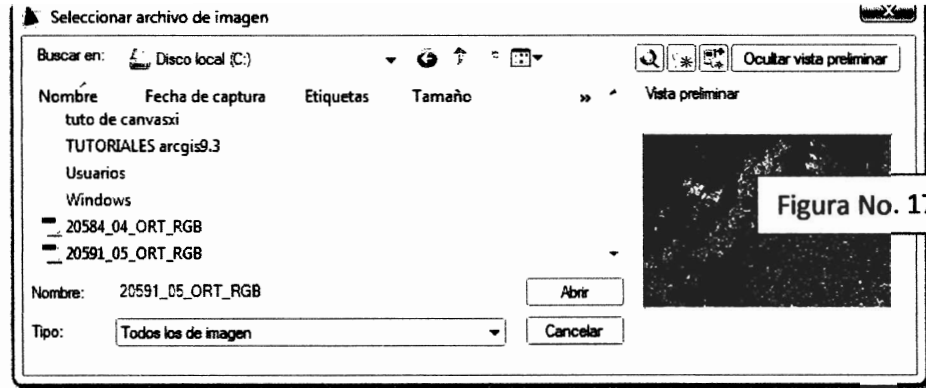 Seleccionar archivo de imagen
Buscar en: Disco local (C:) Ocultar vista preliminar
Nombre Fecha de captura Etiquetas Tamaño » Vista preliminar
tuto de canvasxi
TUTORIALES arcgis9.3
Usuarios
Windows
Figura No. 17
20584_04_ORT_RGB
20591_05_ORT_RGB
Nombre: 20591_05_ORT_RGB Abrir
Tipo: Todos los de imagen Cancelar